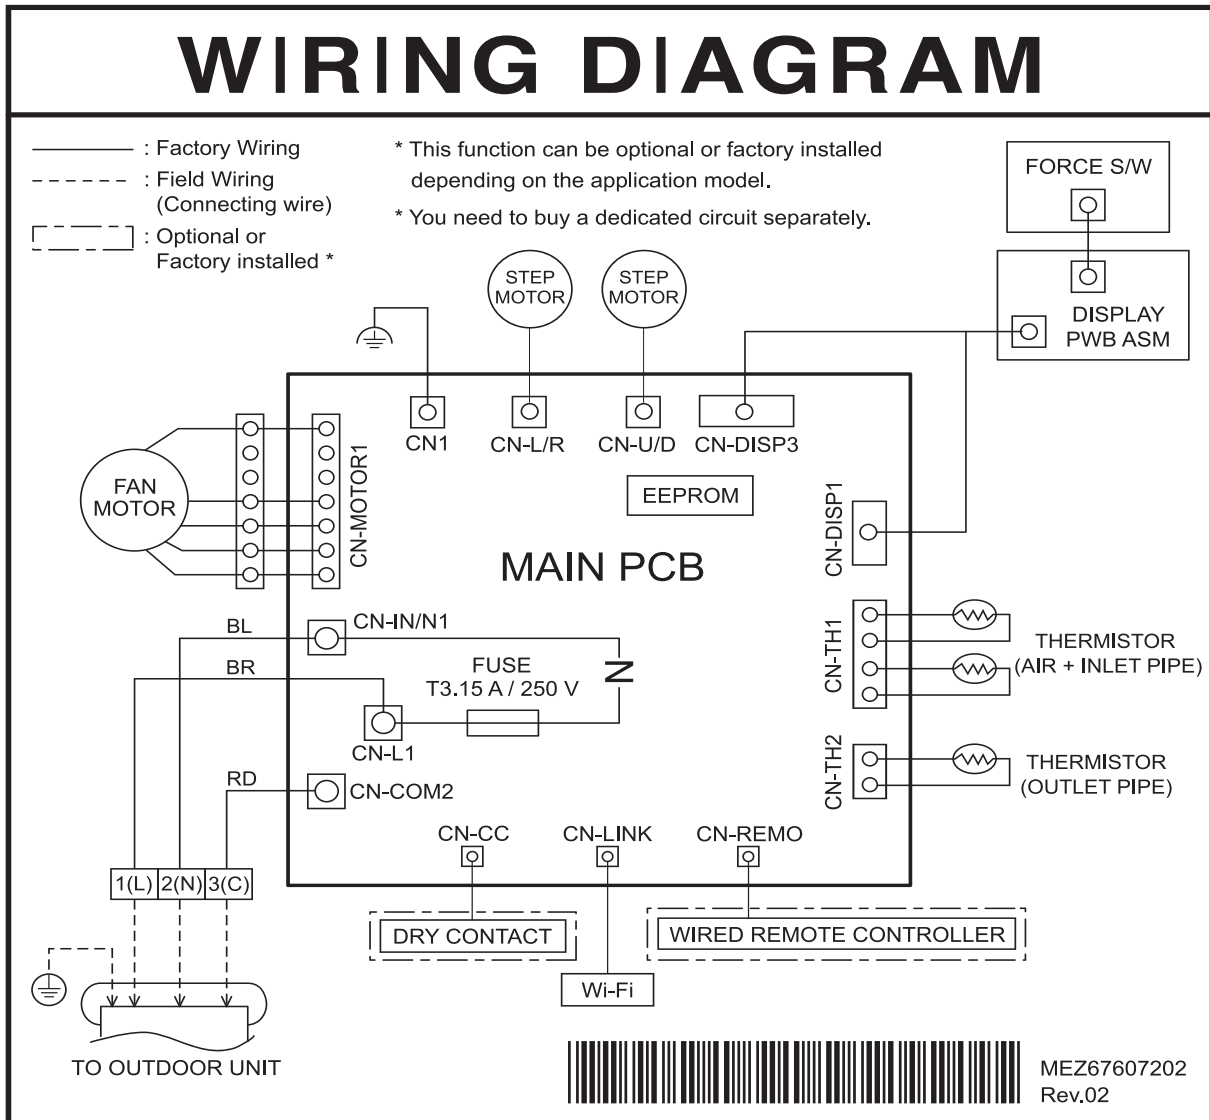 WIRING DIAGRAM
: Factory Wiring
: Field Wiring
(Connecting wire)
: Optional or
Factory installed *
* This function can be optional or factory installed
depending on the application model.
* You need to buy a dedicated circuit separately.
FORCE S/W
DISPLAY
PWB ASM
STEP
MOTOR
STEP
MOTOR
CN1
CN-L/R
CN-U/D
CN-DISP3
EEPROM
FAN
MOTOR
CN-MOTOR1
CN-DISP1
MAIN PCB
BL
CN-IN/N1
BR
FUSE
T3.15 A / 250 V
N
CN-L1
RD
CN-COM2
CN-TH1
THERMISTOR
(AIR + INLET PIPE)
CN-TH2
THERMISTOR
(OUTLET PIPE)
CN-CC
CN-LINK
CN-REMO
1(L) 2(N) 3(C)
DRY CONTACT
WIRED REMOTE CONTROLLER
Wi-Fi
TO OUTDOOR UNIT
MEZ67607202
Rev.02